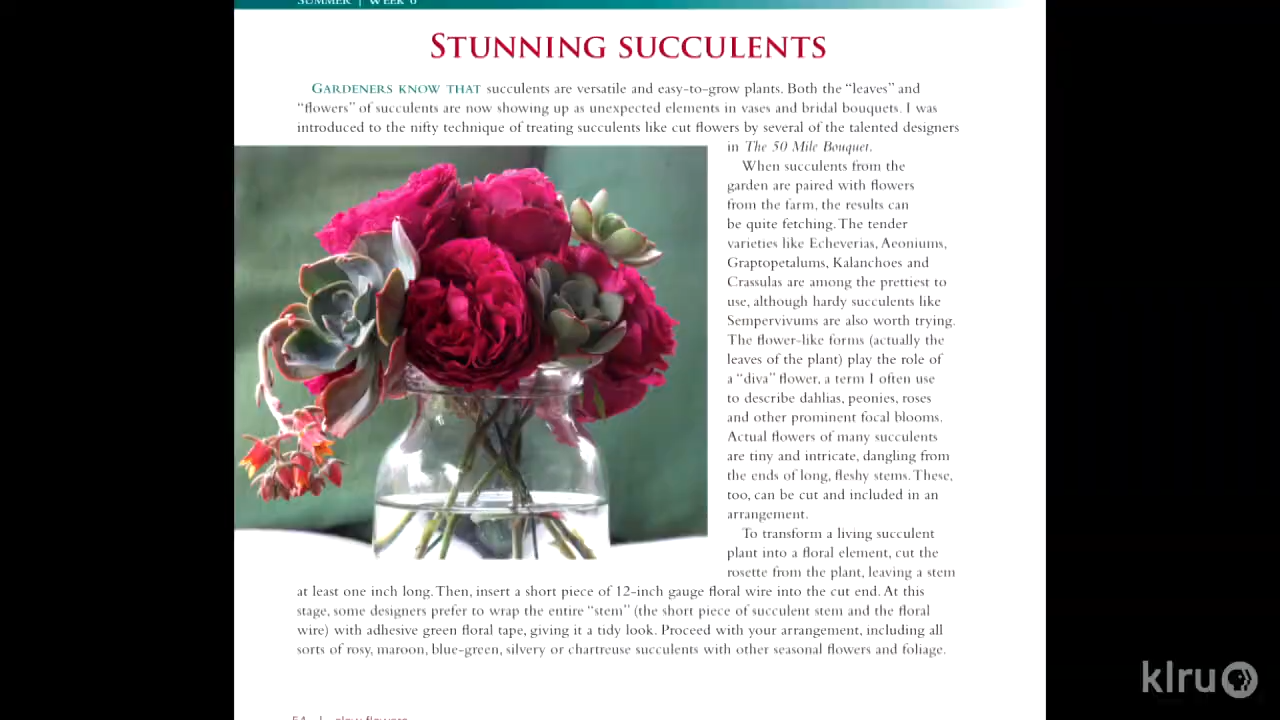 SUMMER | WEEK 6
STUNNING SUCCULENTS
GARDENERS KNOW THAT succulents are versatile and easy-to-grow plants. Both the “leaves” and
“flowers” of succulents are now showing up as unexpected elements in vases and bridal bouquets. I was
introduced to the nifty technique of treating succulents like cut flowers by several of the talented designers
in The 50 Mile Bouquet.
When succulents from the
garden are paired with flowers
from the farm, the results can
be quite fetching. The tender
varieties like Echeverias, Aeoniums,
Graptopetalums, Kalanchoes and
Crassulas are among the prettiest to
use, although hardy succulents like
Sempervivums are also worth trying.
The flower-like forms (actually the
leaves of the plant) play the role of
a “diva” flower, a term I often use
to describe dahlias, peonies, roses
and other prominent focal blooms.
Actual flowers of many succulents
are tiny and intricate, dangling from
the ends of long, fleshy stems. These,
too, can be cut and included in an
arrangement.
To transform a living succulent
plant into a floral element, cut the
rosette from the plant, leaving a stem
at least one inch long. Then, insert a short piece of 12-inch gauge floral wire into the cut end. At this
stage, some designers prefer to wrap the entire “stem” (the short piece of succulent stem and the floral
wire) with adhesive green floral tape, giving it a tidy look. Proceed with your arrangement, including all
sorts of rosy, maroon, blue-green, silvery or chartreuse succulents with other seasonal flowers and foliage.
54 | slow flowers
klru